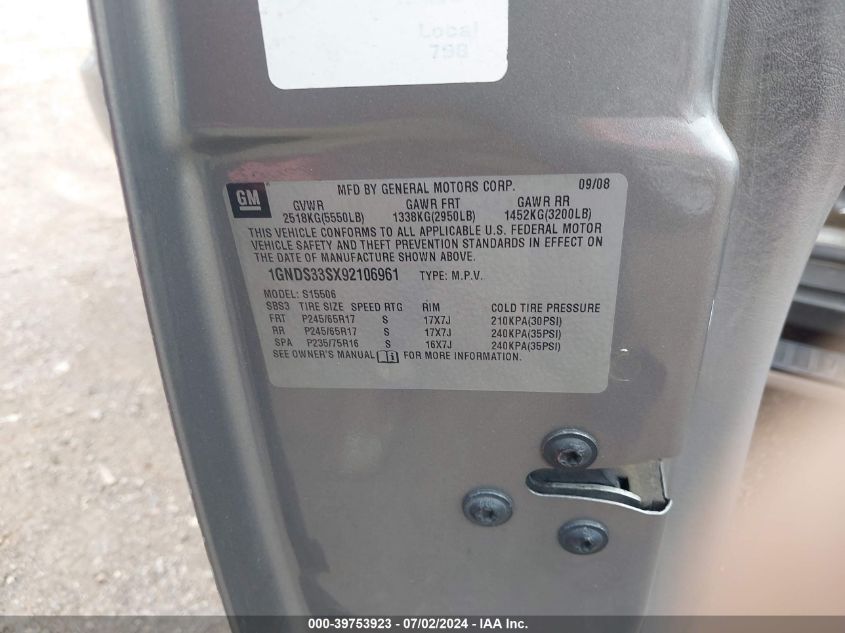 Local
798
GM
MFD BY GENERAL MOTORS CORP. 09/08
GVWR GAWR FRT GAWR RR
2518KG(5550LB) 1338KG(2950LB) 1452KG(3200LB)
THIS VEHICLE CONFORMS TO ALL APPLICABLE U.S. FEDERAL MOTOR
VEHICLE SAFETY AND THEFT PREVENTION STANDARDS IN EFFECT ON
THE DATE OF MANUFACTURE SHOWN ABOVE.
1GNDS33SX92106961 TYPE: M.P.V.
MODEL: S15506
SBS3 TIRE SIZE SPEED RTG RIM COLD TIRE PRESSURE
FRT P245/65R17 S 17X7J 210KPA(30PSI)
RR P245/65R17 S 17X7J 240KPA(35PSI)
SPA P235/75R16 S 16X7J 240KPA(35PSI)
SEE OWNER'S MANUAL FOR MORE INFORMATION.
000-39753923 - 07/02/2024 - IAA Inc.